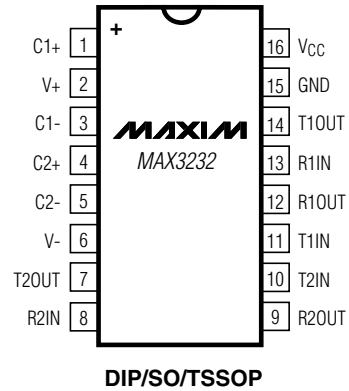 +
C1+ 1 16 VCC
V+ 2 15 GND
C1- 3 MAXIM 14 T1OUT
C2+ 4 MAX3232 13 R1IN
C2- 5 12 R1OUT
V- 6 11 T1IN
T2OUT 7 10 T2IN
R2IN 8 9 R2OUT
DIP/SO/TSSOP